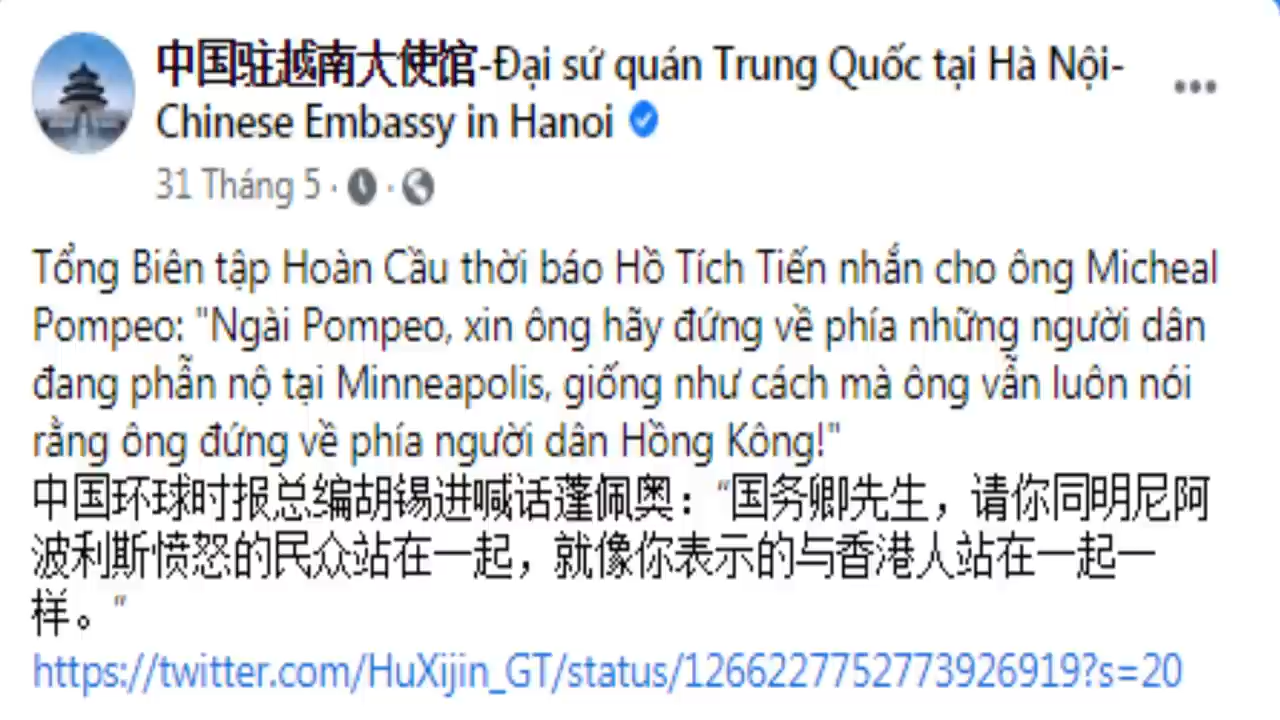 中国驻越南大使馆-Đại sứ quán Trung Quốc tại Hà Nội-
Chinese Embassy in Hanoi
31 Tháng 5 ·  ·
Tổng Biên tập Hoàn Cầu thời báo Hồ Tích Tiến nhắn cho ông Micheal
Pompeo: "Ngài Pompeo, xin ông hãy đứng về phía những người dân
đang phẫn nộ tại Minneapolis, giống như cách mà ông vẫn luôn nói
rằng ông đứng về phía người dân Hồng Kông!"
中国环球时报总编胡锡进喊话蓬佩奥：“国务卿先生，请你同明尼阿
波利斯愤怒的民众站在一起，就像你表示的与香港人站在一起一
样。”
https://twitter.com/HuXijin_GT/status/1266227752773926919?s=20